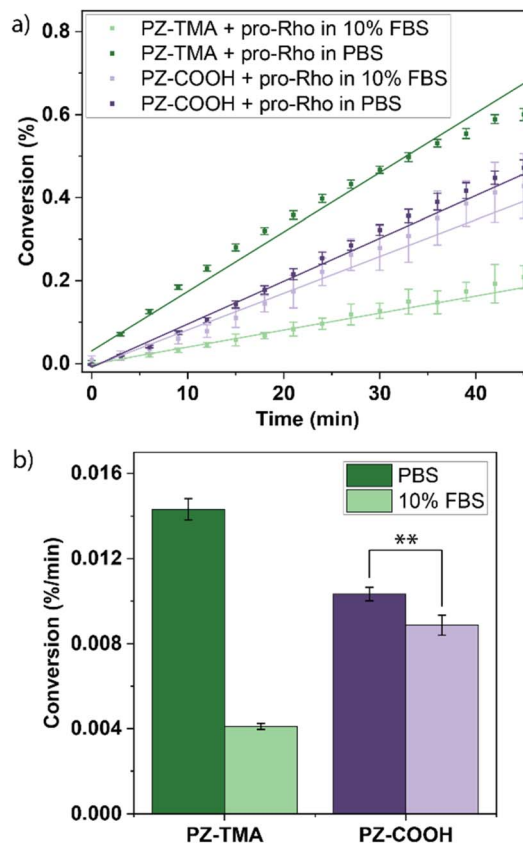 a)
0.8
0.6
0.4
0.2
0.0
Conversion (%)
PZ-TMA + pro-Rho in 10% FBS
PZ-TMA + pro-Rho in PBS
PZ-COOH + pro-Rho in 10% FBS
PZ-COOH + pro-Rho in PBS
0 10 20 30 40
Time (min)
b)
0.016
0.012
0.008
0.004
0.000
Conversion (%/min)
PBS
10% FBS
**
PZ-TMA PZ-COOH